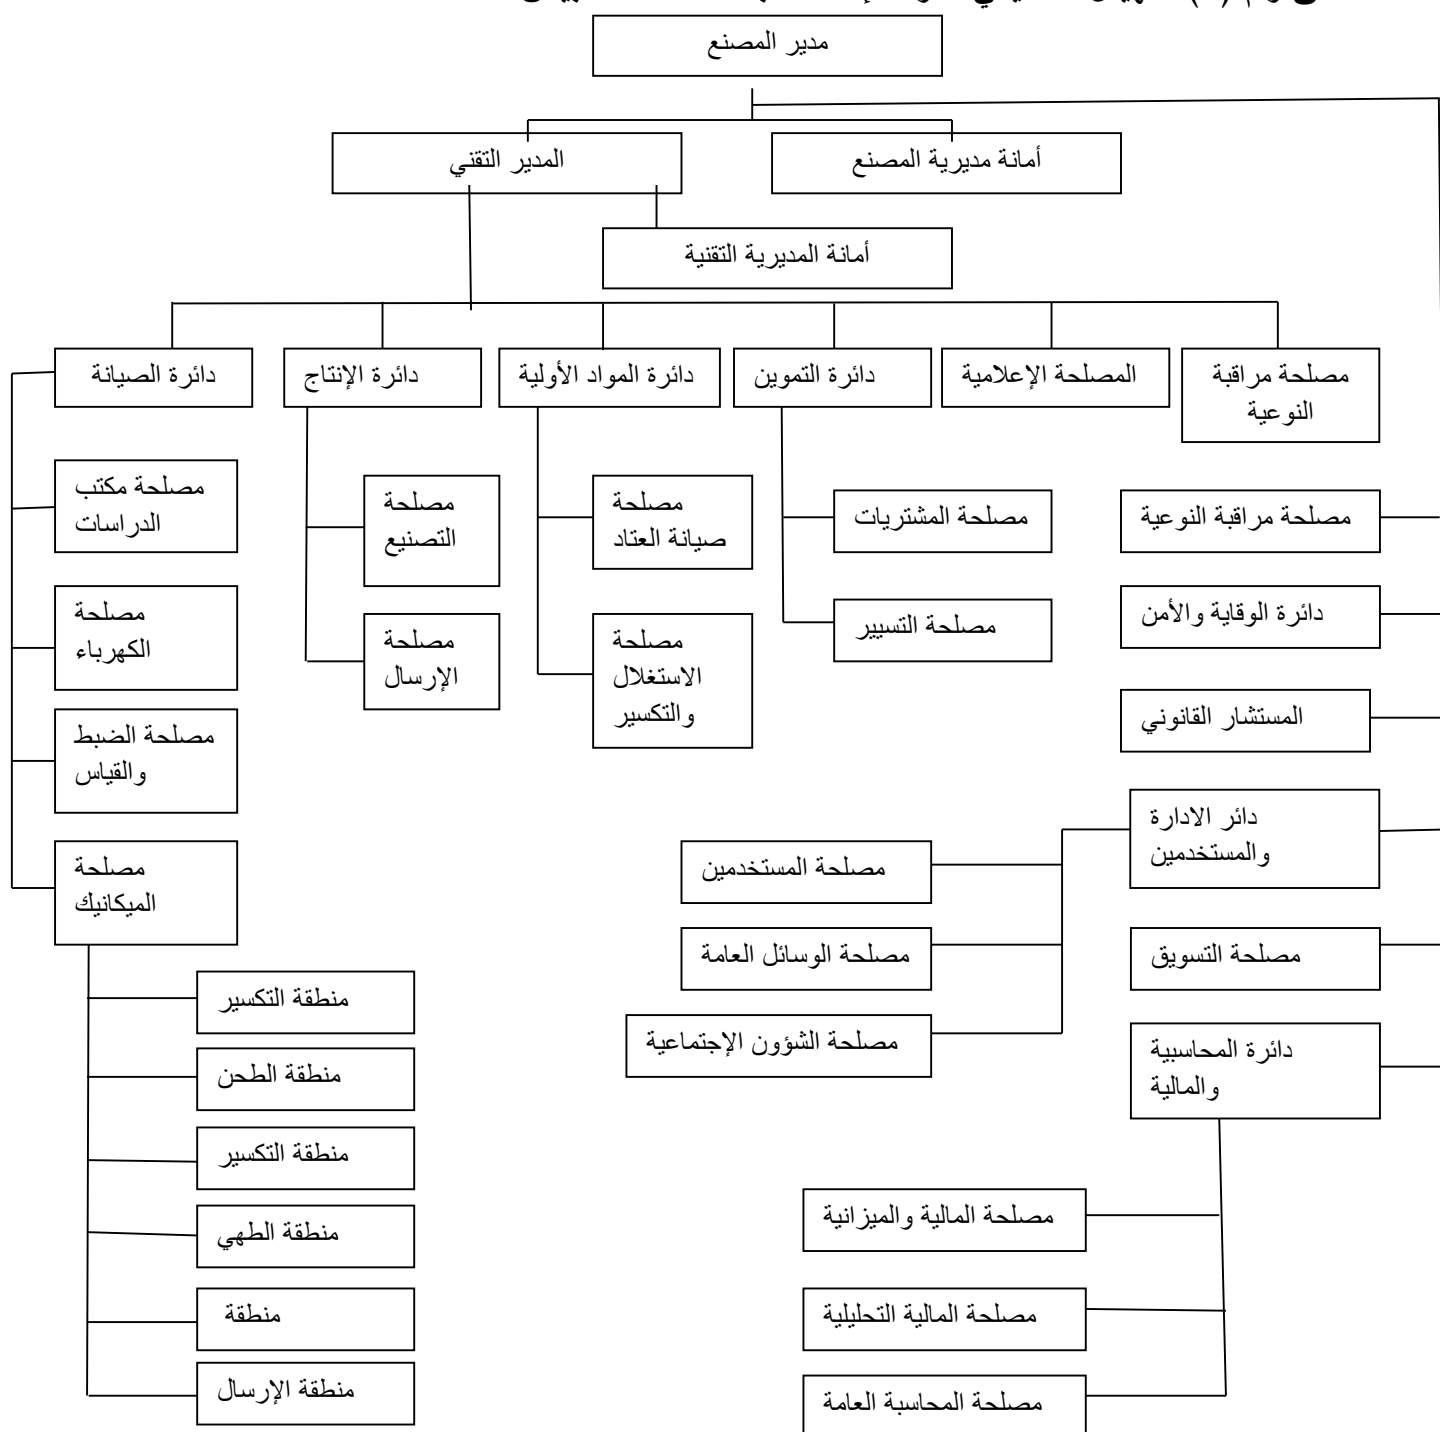 مدير المصنع
أمانة مديرية المصنع
المدير التقني
أمانة المديرية التقنية
مصلحة مراقبة
النوعية
المصلحة الإعلامية
دائرة التموين
دائرة المواد الأولية
دائرة الإنتاج
دائرة الصيانة
مصلحة مراقبة النوعية
دائرة الوقاية والأمن
المستشار القانوني
دائر الادارة
والمستخدمين
مصلحة التسويق
دائرة المحاسبية
والمالية
مصلحة المشتريات
مصلحة التسيير
مصلحة
صيانة العتاد
مصلحة
الاستغلال
والتكسير
مصلحة
التصنيع
مصلحة
الإرسال
مصلحة مكتب
الدراسات
مصلحة
الكهرباء
مصلحة الضبط
والقياس
مصلحة
الميكانيك
مصلحة المستخدمين
مصلحة الوسائل العامة
مصلحة الشؤون الإجتماعية
منطقة التكسير
منطقة الطحن
منطقة التكسير
منطقة الطهي
منطقة
منطقة الإرسال
مصلحة المالية والميزانية
مصلحة المالية التحليلية
مصلحة المحاسبة العامة